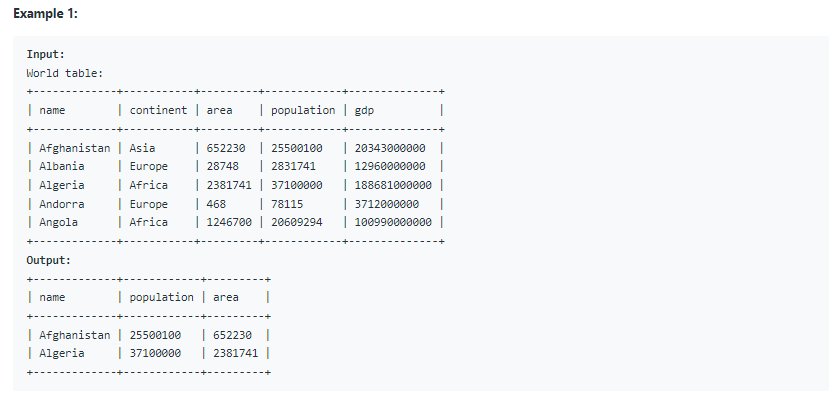 Example 1:
Input:
World table:
+-------------+-----------+---------+------------+--------------+
| name        | continent | area    | population | gdp          |
+-------------+-----------+---------+------------+--------------+
| Afghanistan | Asia      | 652230  | 25500100   | 20343000000  |
| Albania     | Europe    | 28748   | 2831741    | 12960000000  |
| Algeria     | Africa    | 2381741 | 37100000   | 188681000000 |
| Andorra     | Europe    | 468     | 78115      | 3712000000   |
| Angola      | Africa    | 1246700 | 20609294   | 100990000000 |
+-------------+-----------+---------+------------+--------------+
Output:
+-------------+------------+---------+
| name        | population | area    |
+-------------+------------+---------+
| Afghanistan | 25500100   | 652230  |
| Algeria     | 37100000   | 2381741 |
+-------------+------------+---------+